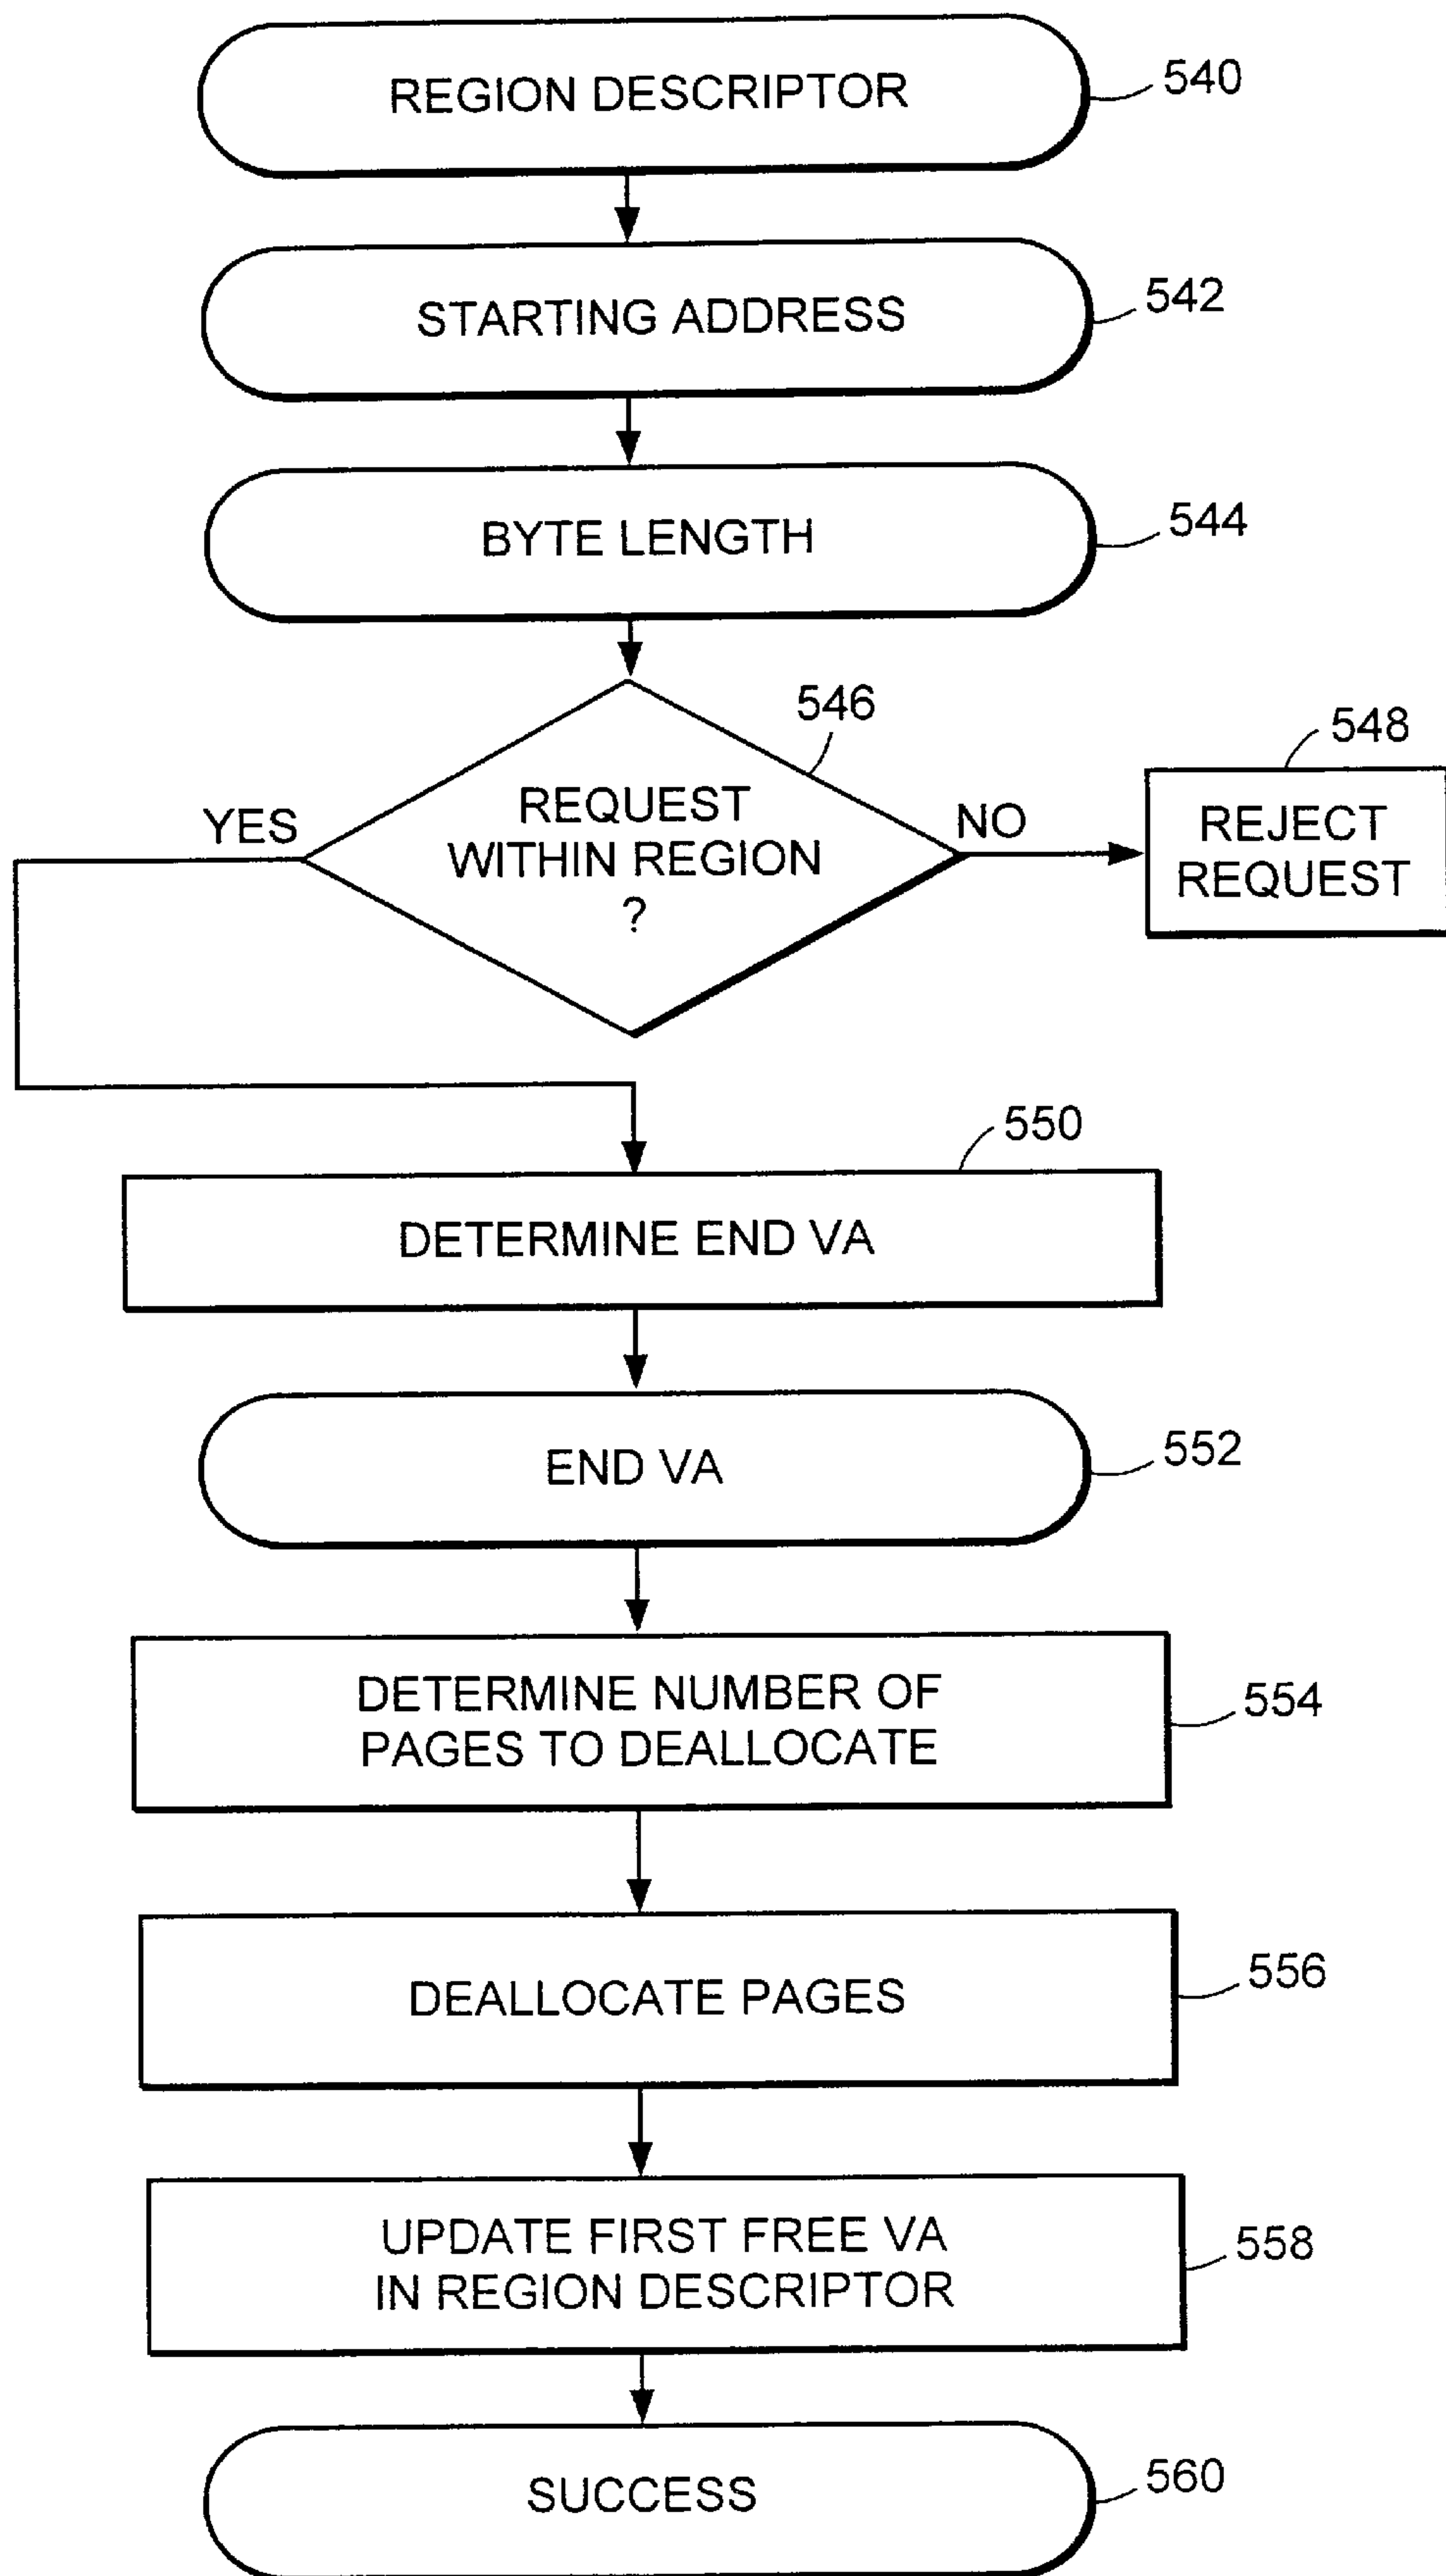 REGION DESCRIPTOR
540
STARTING ADDRESS
542
BYTE LENGTH
544
546
REQUEST
WITHIN REGION
?
YES
NO
548
REJECT
REQUEST
550
DETERMINE END VA
END VA
552
DETERMINE NUMBER OF
PAGES TO DEALLOCATE
554
DEALLOCATE PAGES
556
UPDATE FIRST FREE VA
IN REGION DESCRIPTOR
558
SUCCESS
560